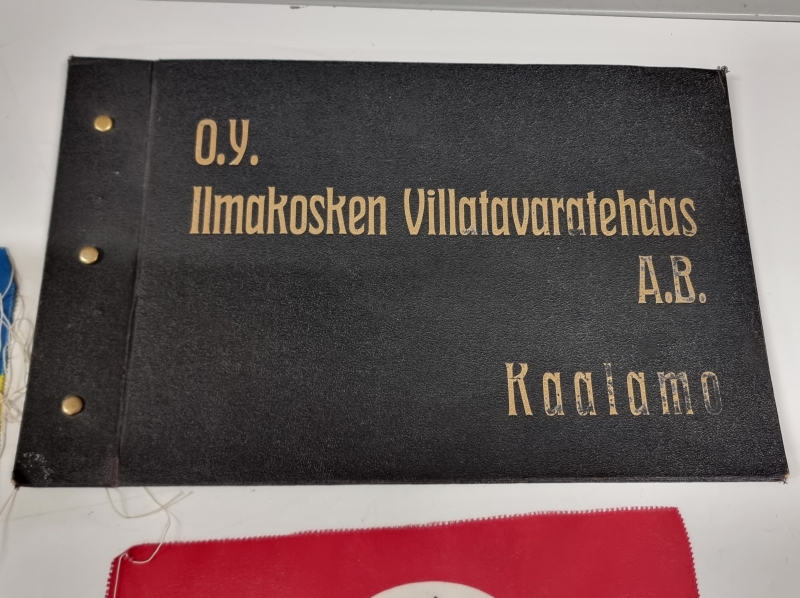 O.Y.
Ilmakosken Villatavaratehdas
A.B.
Kaalamo